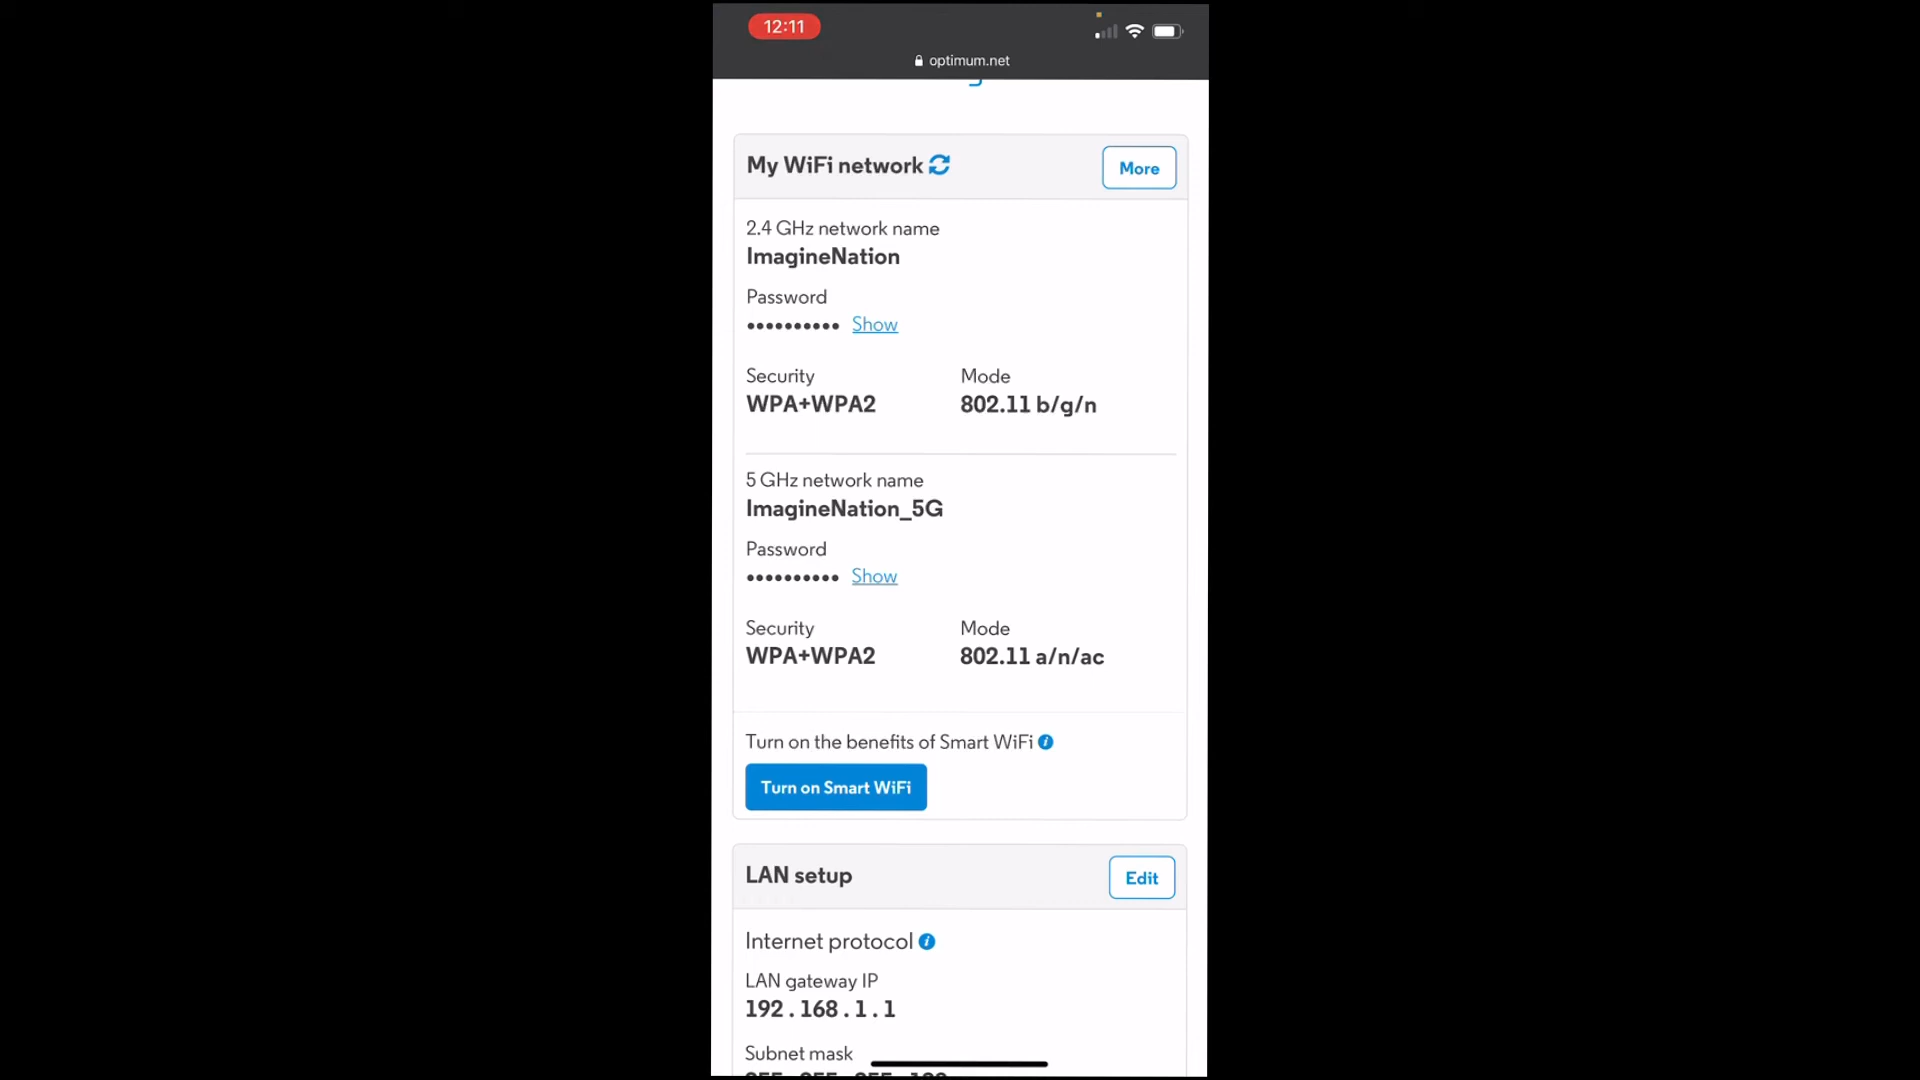 12:11
optimum.net
My WiFi network
More
2.4 GHz network name
ImagineNation
Password
•••••••••• Show
Security Mode
WPA+WPA2 802.11 b/g/n
5 GHz network name
ImagineNation_5G
Password
•••••••••• Show
Security Mode
WPA+WPA2 802.11 a/n/ac
Turn on the benefits of Smart WiFi
Turn on Smart WiFi
LAN setup
Edit
Internet protocol
LAN gateway IP
192.168.1.1
Subnet mask